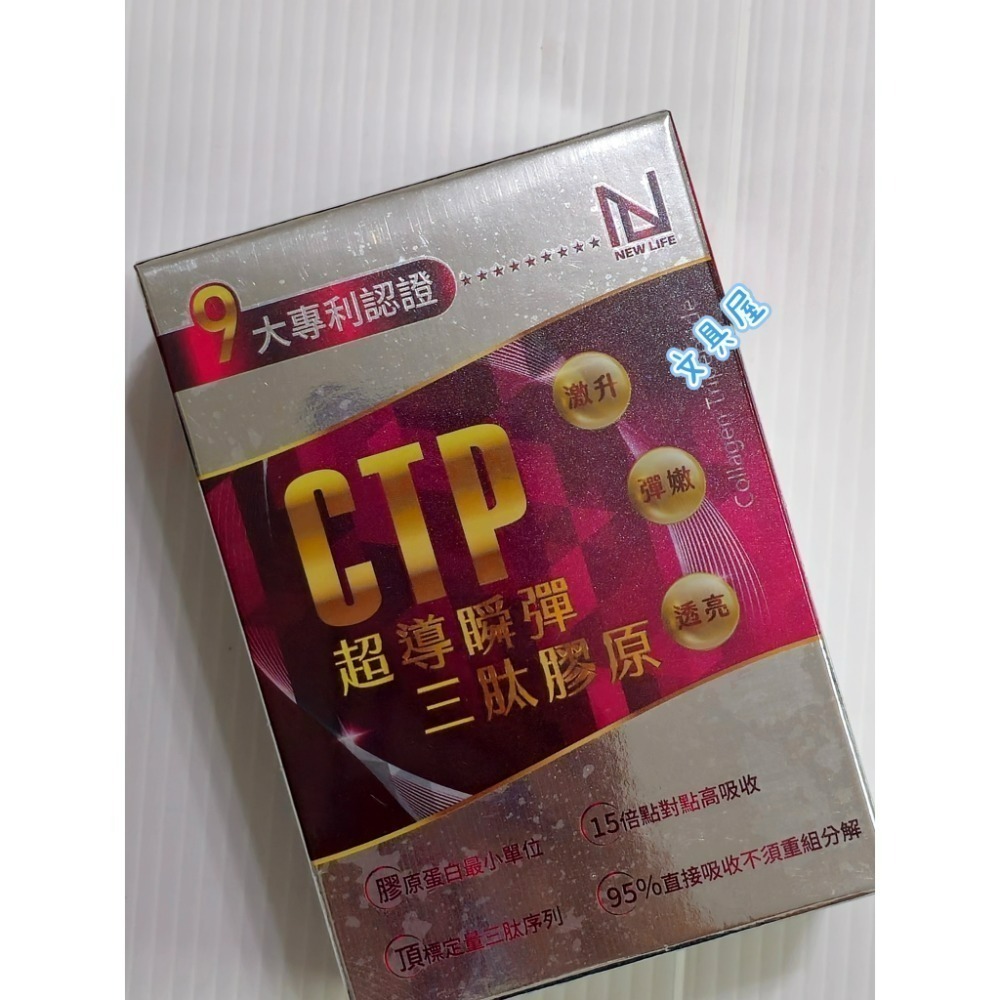 NEW LIFE
9大專利認證
文具屋
激升
彈嫩
透亮
CTP
超導瞬彈
三肽膠原
Collagen
膠原蛋白最小單位
15倍點對點高吸收
頂標定量三肽序列
95%直接吸收不須重組分解